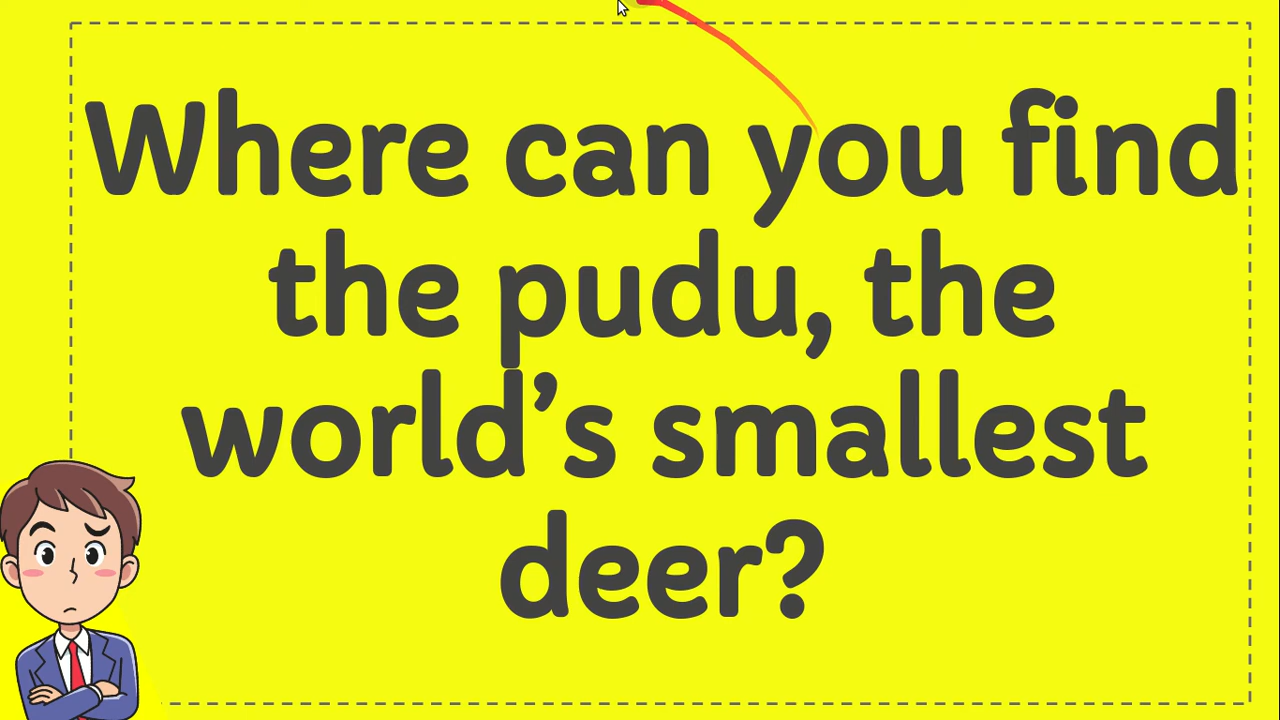 Where can you find
the pudu, the
world’s smallest
deer?